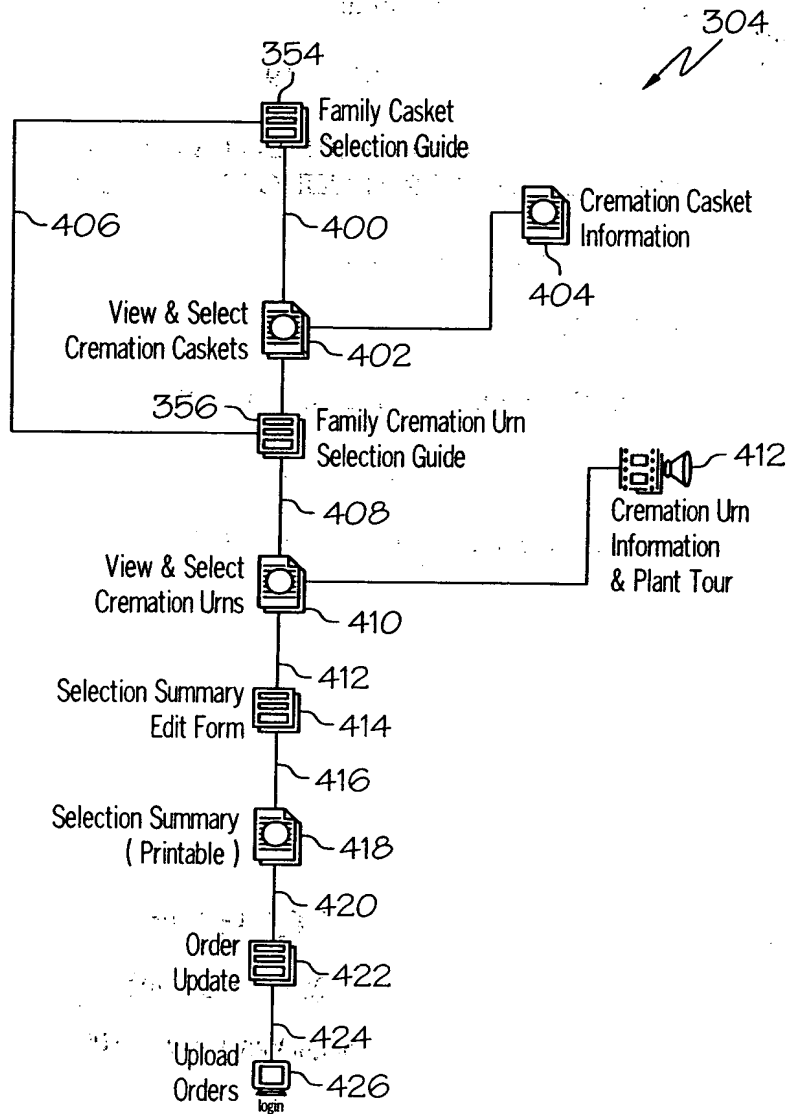 304
354
Family Casket
Selection Guide
406
400
Cremation Casket
Information
404
View & Select
Cremation Caskets
402
356
Family Cremation Urn
Selection Guide
412
408
Cremation Urn
Information
& Plant Tour
View & Select
Cremation Urns
410
412
Selection Summary
Edit Form
414
416
Selection Summary
( Printable )
418
420
Order
Update
422
424
Upload
Orders
426
login